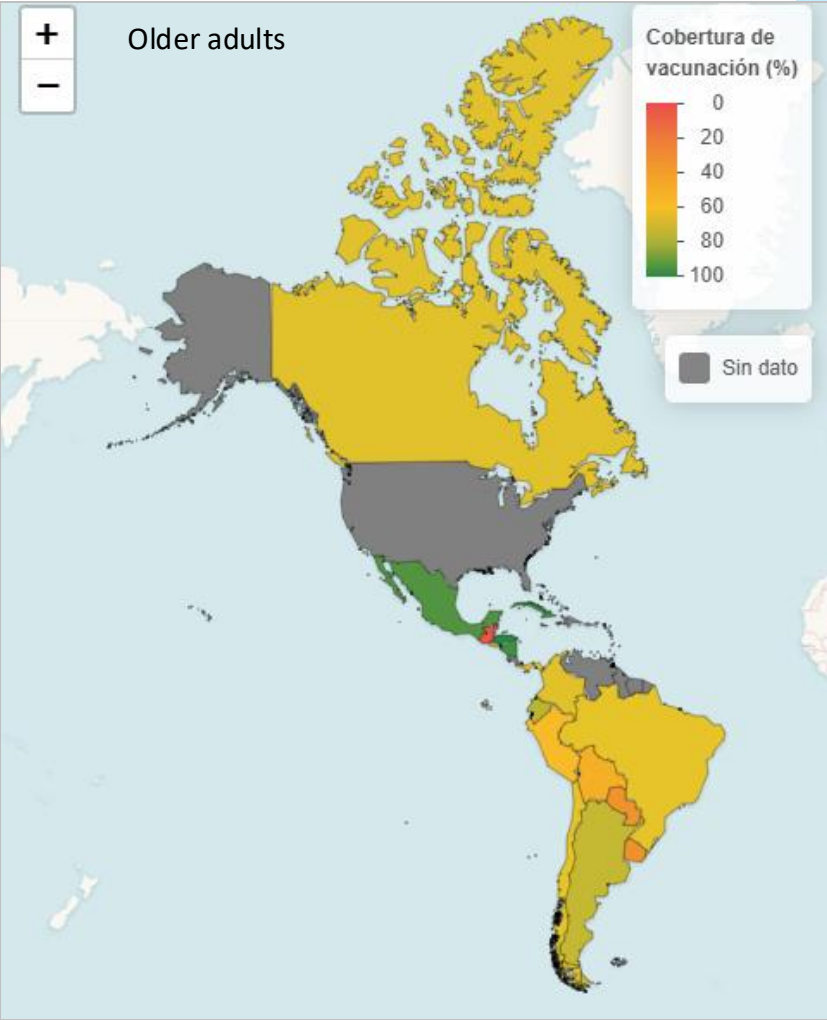 +
−
Older adults
Cobertura de
vacunación (%)
0
20
40
60
80
100
Sin dato